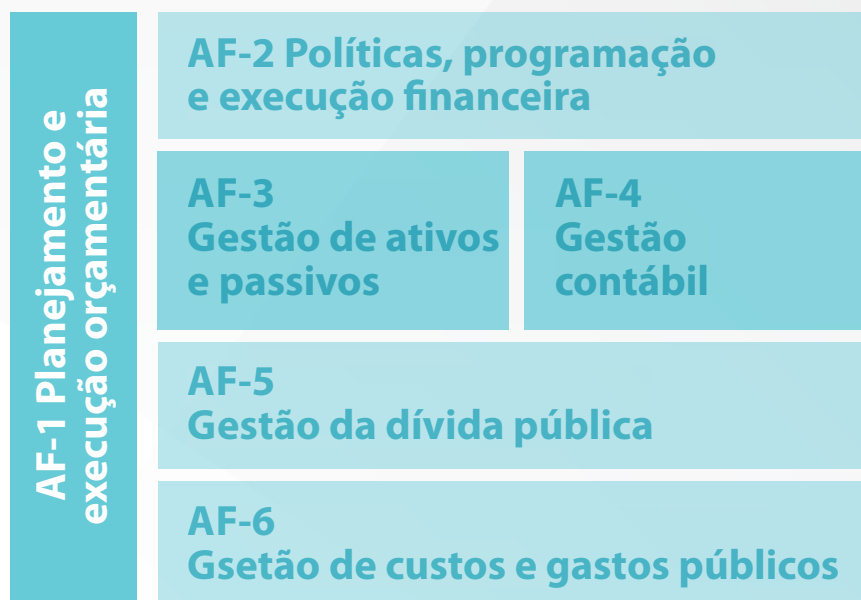 AF-1 Planejamento e
execução orçamentária
AF-2 Políticas, programação
e execução financeira
AF-3
Gestão de ativos
e passivos
AF-4
Gestão
contábil
AF-5
Gestão da dívida pública
AF-6
Gsetão de custos e gastos públicos